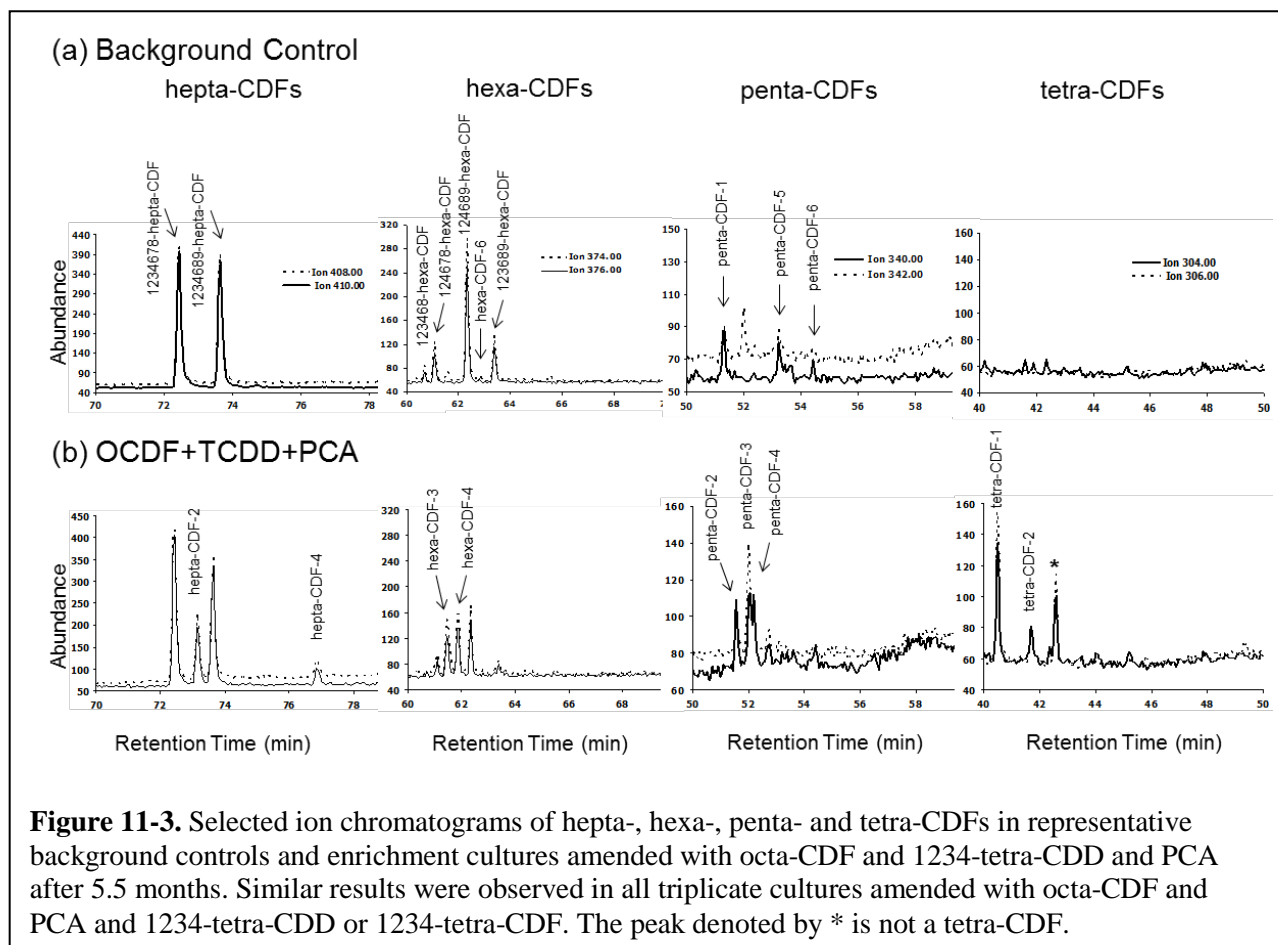 (a) Background Control
hepta-CDFs
hexa-CDFs
penta-CDFs
tetra-CDFs
1234678-hepta-CDF
1234689-hepta-CDF
123468-hexa-CDF
124678-hexa-CDF
124689-hexa-CDF
hexa-CDF-6
123689-hexa-CDF
penta-CDF-1
penta-CDF-5
penta-CDF-6
Abundance
440
390
340
290
240
190
140
90
40
Ion 408.00
Ion 410.00
70 72 74 76 78
320
280
240
200
160
120
80
40
Ion 374.00
Ion 376.00
60 62 64 66 68
150
130
110
90
70
50
Ion 340.00
Ion 342.00
50 52 54 56 58
160
140
120
100
80
60
40
Ion 304.00
Ion 306.00
40 42 44 46 48 50
(b) OCDF+TCDD+PCA
hepta-CDF-2
hepta-CDF-4
hexa-CDF-3
hexa-CDF-4
penta-CDF-2
penta-CDF-3
penta-CDF-4
tetra-CDF-1
tetra-CDF-2
*
Abundance
450
400
350
300
250
200
150
100
50
70 72 74 76 78
320
280
240
200
160
120
80
40
60 62 64 66 68
160
140
120
100
80
60
50 52 54 56 58
160
140
120
100
80
60
40
40 42 44 46 48 50
Retention Time (min)
Retention Time (min)
Retention Time (min)
Retention Time (min)
Figure 11-3. Selected ion chromatograms of hepta-, hexa-, penta- and tetra-CDFs in representative
background controls and enrichment cultures amended with octa-CDF and 1234-tetra-CDD and PCA
after 5.5 months. Similar results were observed in all triplicate cultures amended with octa-CDF and
PCA and 1234-tetra-CDD or 1234-tetra-CDF. The peak denoted by * is not a tetra-CDF.